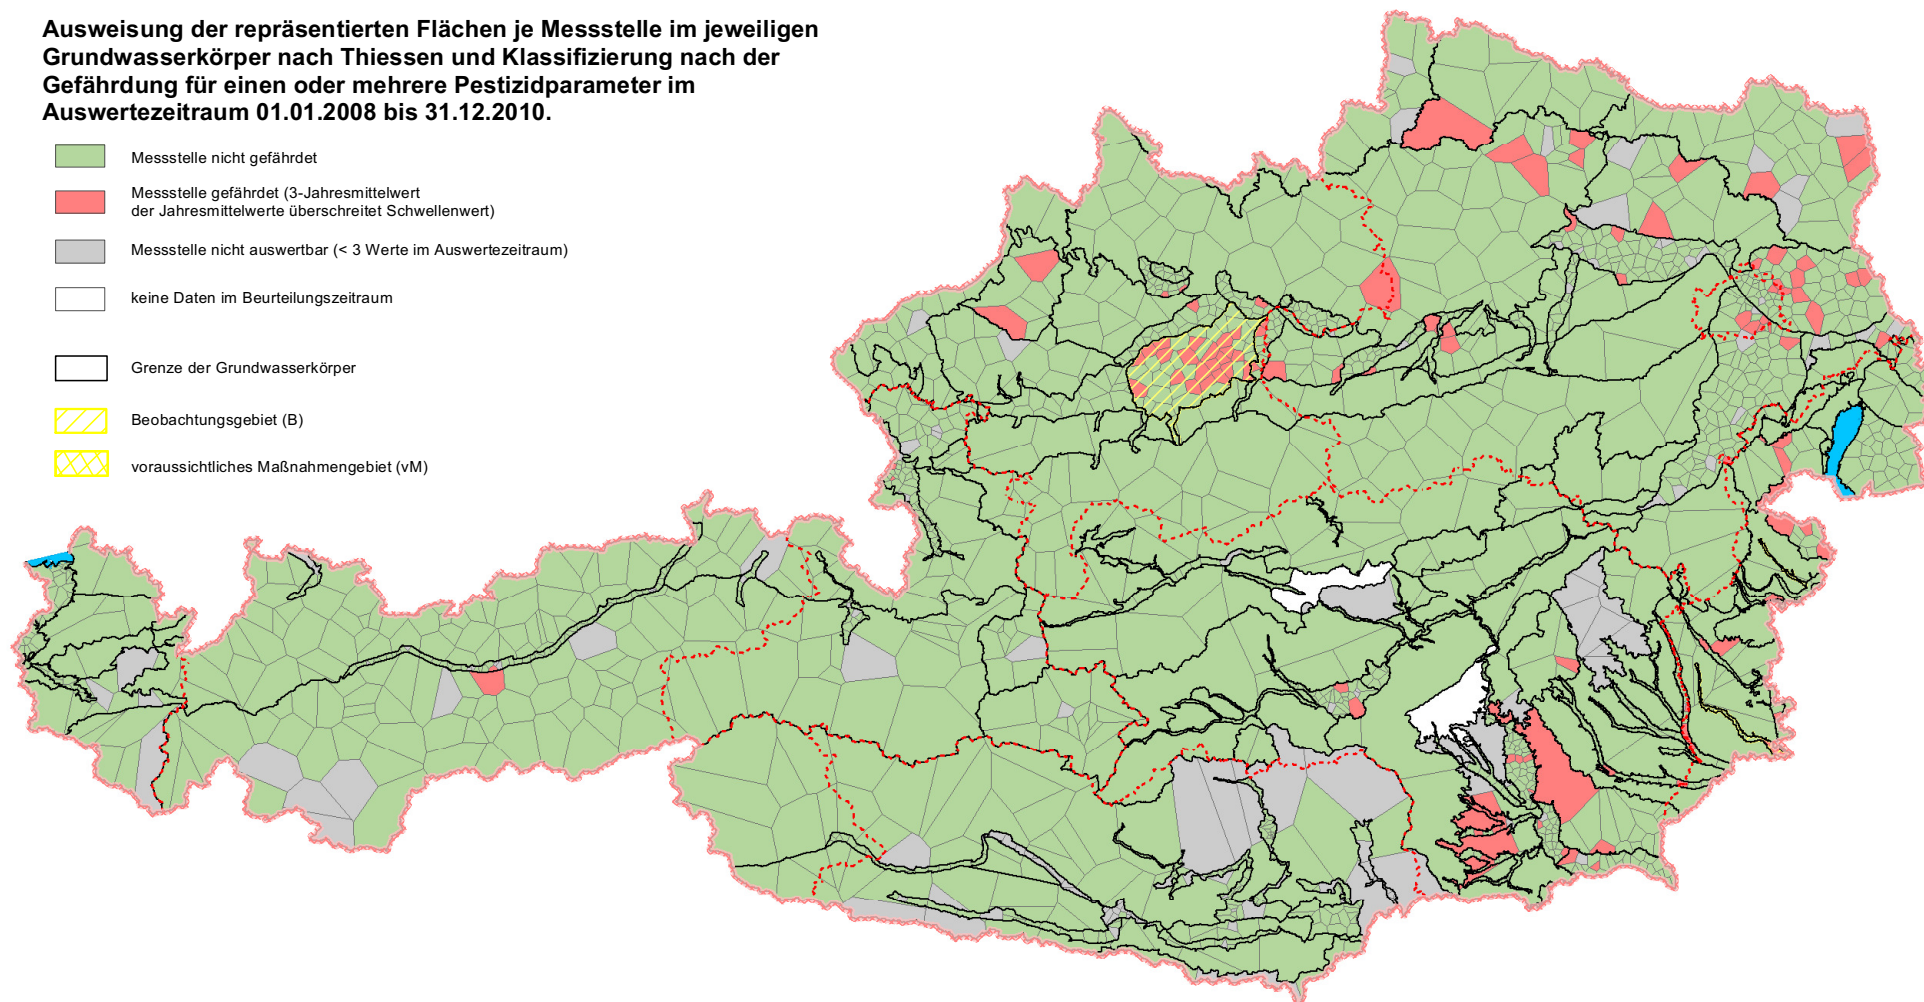 Ausweisung der repräsentierten Flächen je Messstelle im jeweiligen
Grundwasserkörper nach Thiessen und Klassifizierung nach der
Gefährdung für einen oder mehrere Pestizidparameter im
Auswertezeitraum 01.01.2008 bis 31.12.2010.
Messstelle nicht gefährdet
Messstelle gefährdet (3-Jahresmittelwert
der Jahresmittelwerte überschreitet Schwellenwert)
Messstelle nicht auswertbar (< 3 Werte im Auswertezeitraum)
keine Daten im Beurteilungszeitraum
Grenze der Grundwasserkörper
Beobachtungsgebiet (B)
voraussichtliches Maßnahmengebiet (vM)